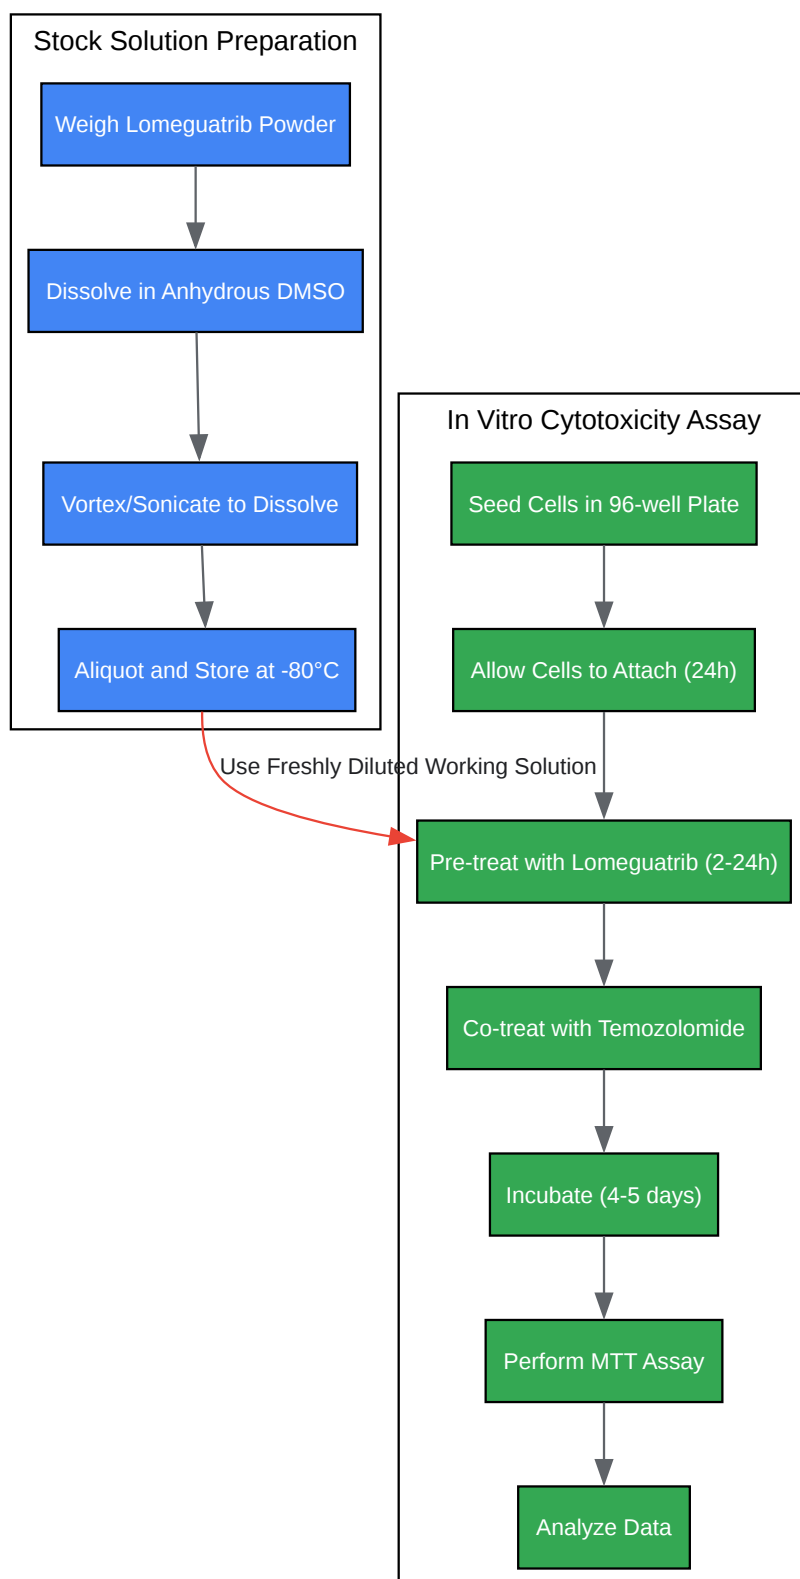 Stock Solution Preparation
Weigh Lomeguatrib Powder
Dissolve in Anhydrous DMSO
Vortex/Sonicate to Dissolve
Aliquot and Store at -80°C
Use Freshly Diluted Working Solution
In Vitro Cytotoxicity Assay
Seed Cells in 96-well Plate
Allow Cells to Attach (24h)
Pre-treat with Lomeguatrib (2-24h)
Co-treat with Temozolomide
Incubate (4-5 days)
Perform MTT Assay
Analyze Data